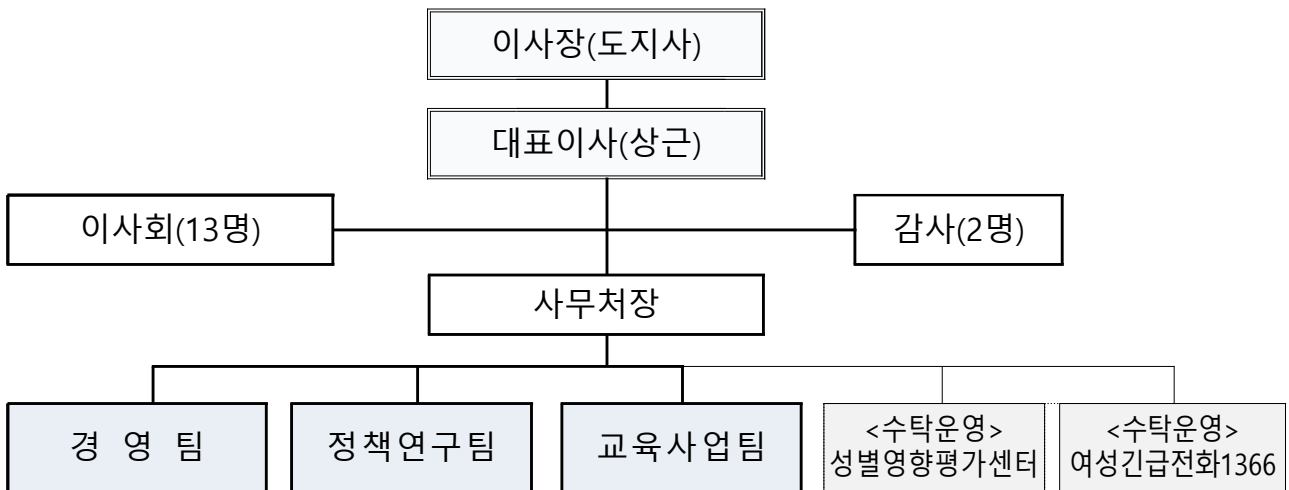 이사장(도지사)
대표이사(상근)
이사회(13명)
감사(2명)
사무처장
경 영 팀
정책연구팀
교육사업팀
<수탁운영>
성별영향평가센터
<수탁운영>
여성긴급전화1366